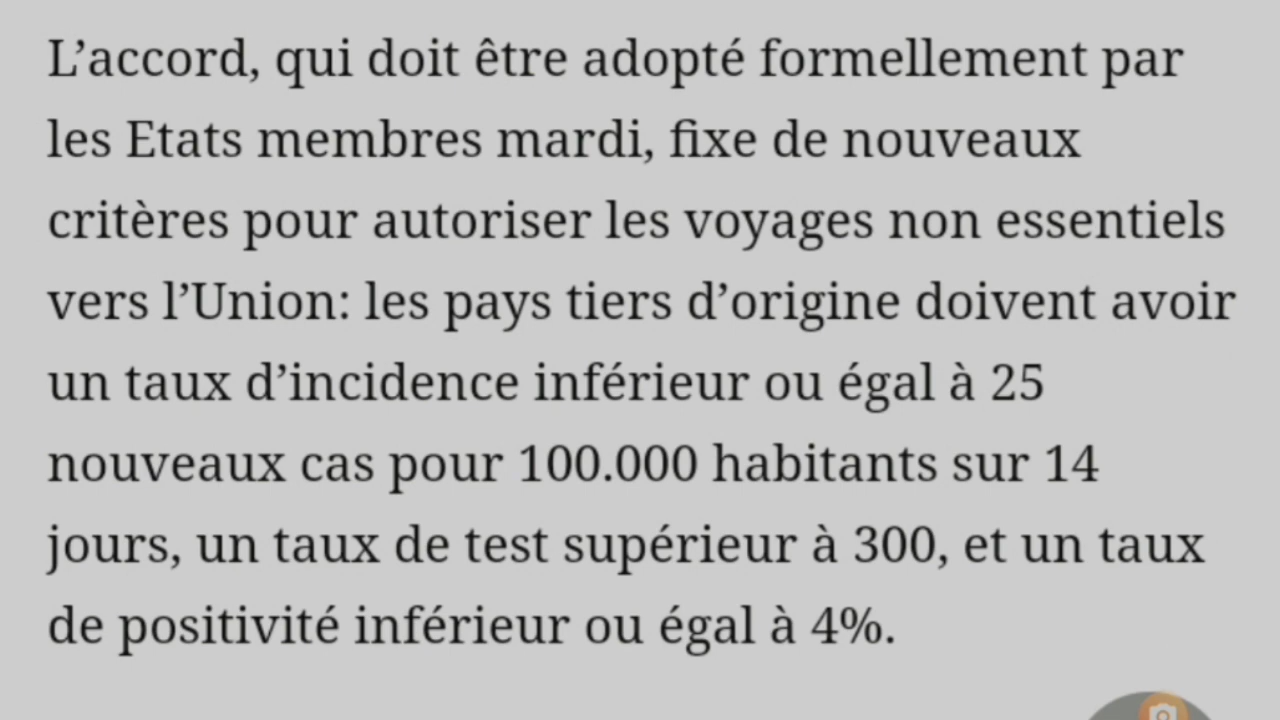 L’accord, qui doit être adopté formellement par
les Etats membres mardi, fixe de nouveaux
critères pour autoriser les voyages non essentiels
vers l’Union: les pays tiers d’origine doivent avoir
un taux d’incidence inférieur ou égal à 25
nouveaux cas pour 100.000 habitants sur 14
jours, un taux de test supérieur à 300, et un taux
de positivité inférieur ou égal à 4%.